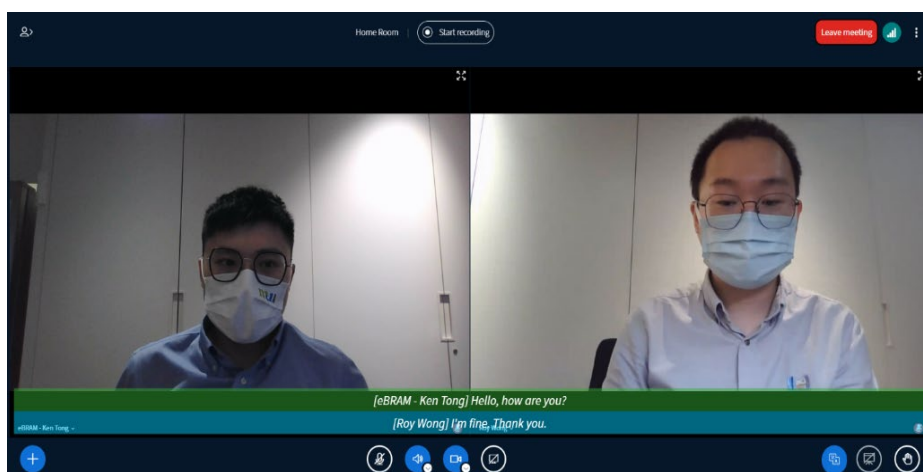 Home Room
Start recording
Leave meeting
[eBRAM - Ken Tong] Hello, how are you?
[Roy Wong] I'm fine, Thank you.
eBRAM - Ken Tong